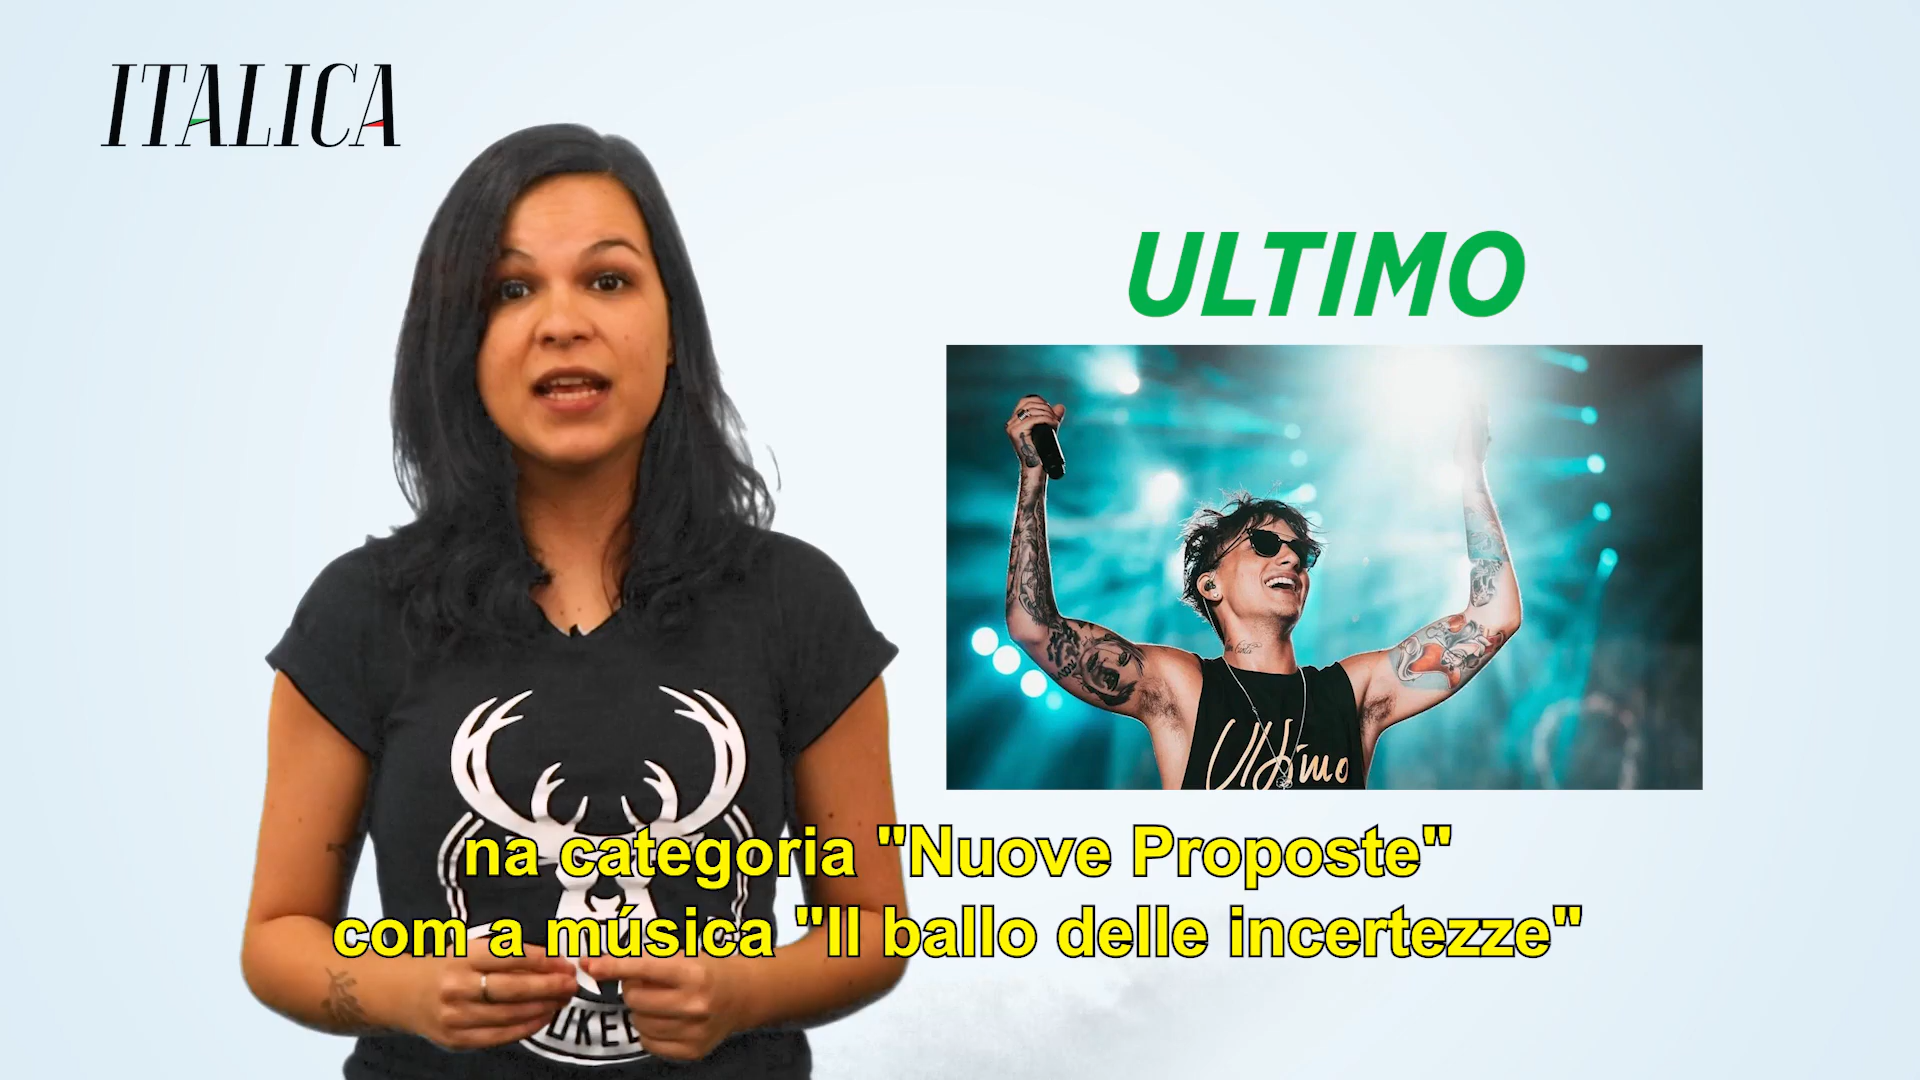 ITALICA
ULTIMO
Ultimo
na categoria "Nuove Proposte"
com a música "Il ballo delle incertezze"